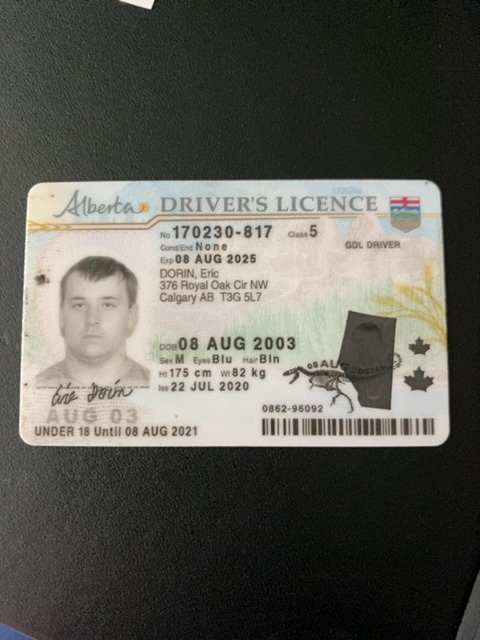 Alberta DRIVER'S LICENCE
No 170230-817 Class 5
Cond/End None GDL DRIVER
Exp 08 AUG 2025
DORIN, Eric
376 Royal Oak Cir NW
Calgary AB T3G 5L7
DOB 08 AUG 2003
Sex M Eyes Blu Hair Bln
Ht 175 cm Wt 82 kg
Iss 22 JUL 2020
Eric Dorin
AUG 03
UNDER 18 Until 08 AUG 2021
08AUG
0862-96092